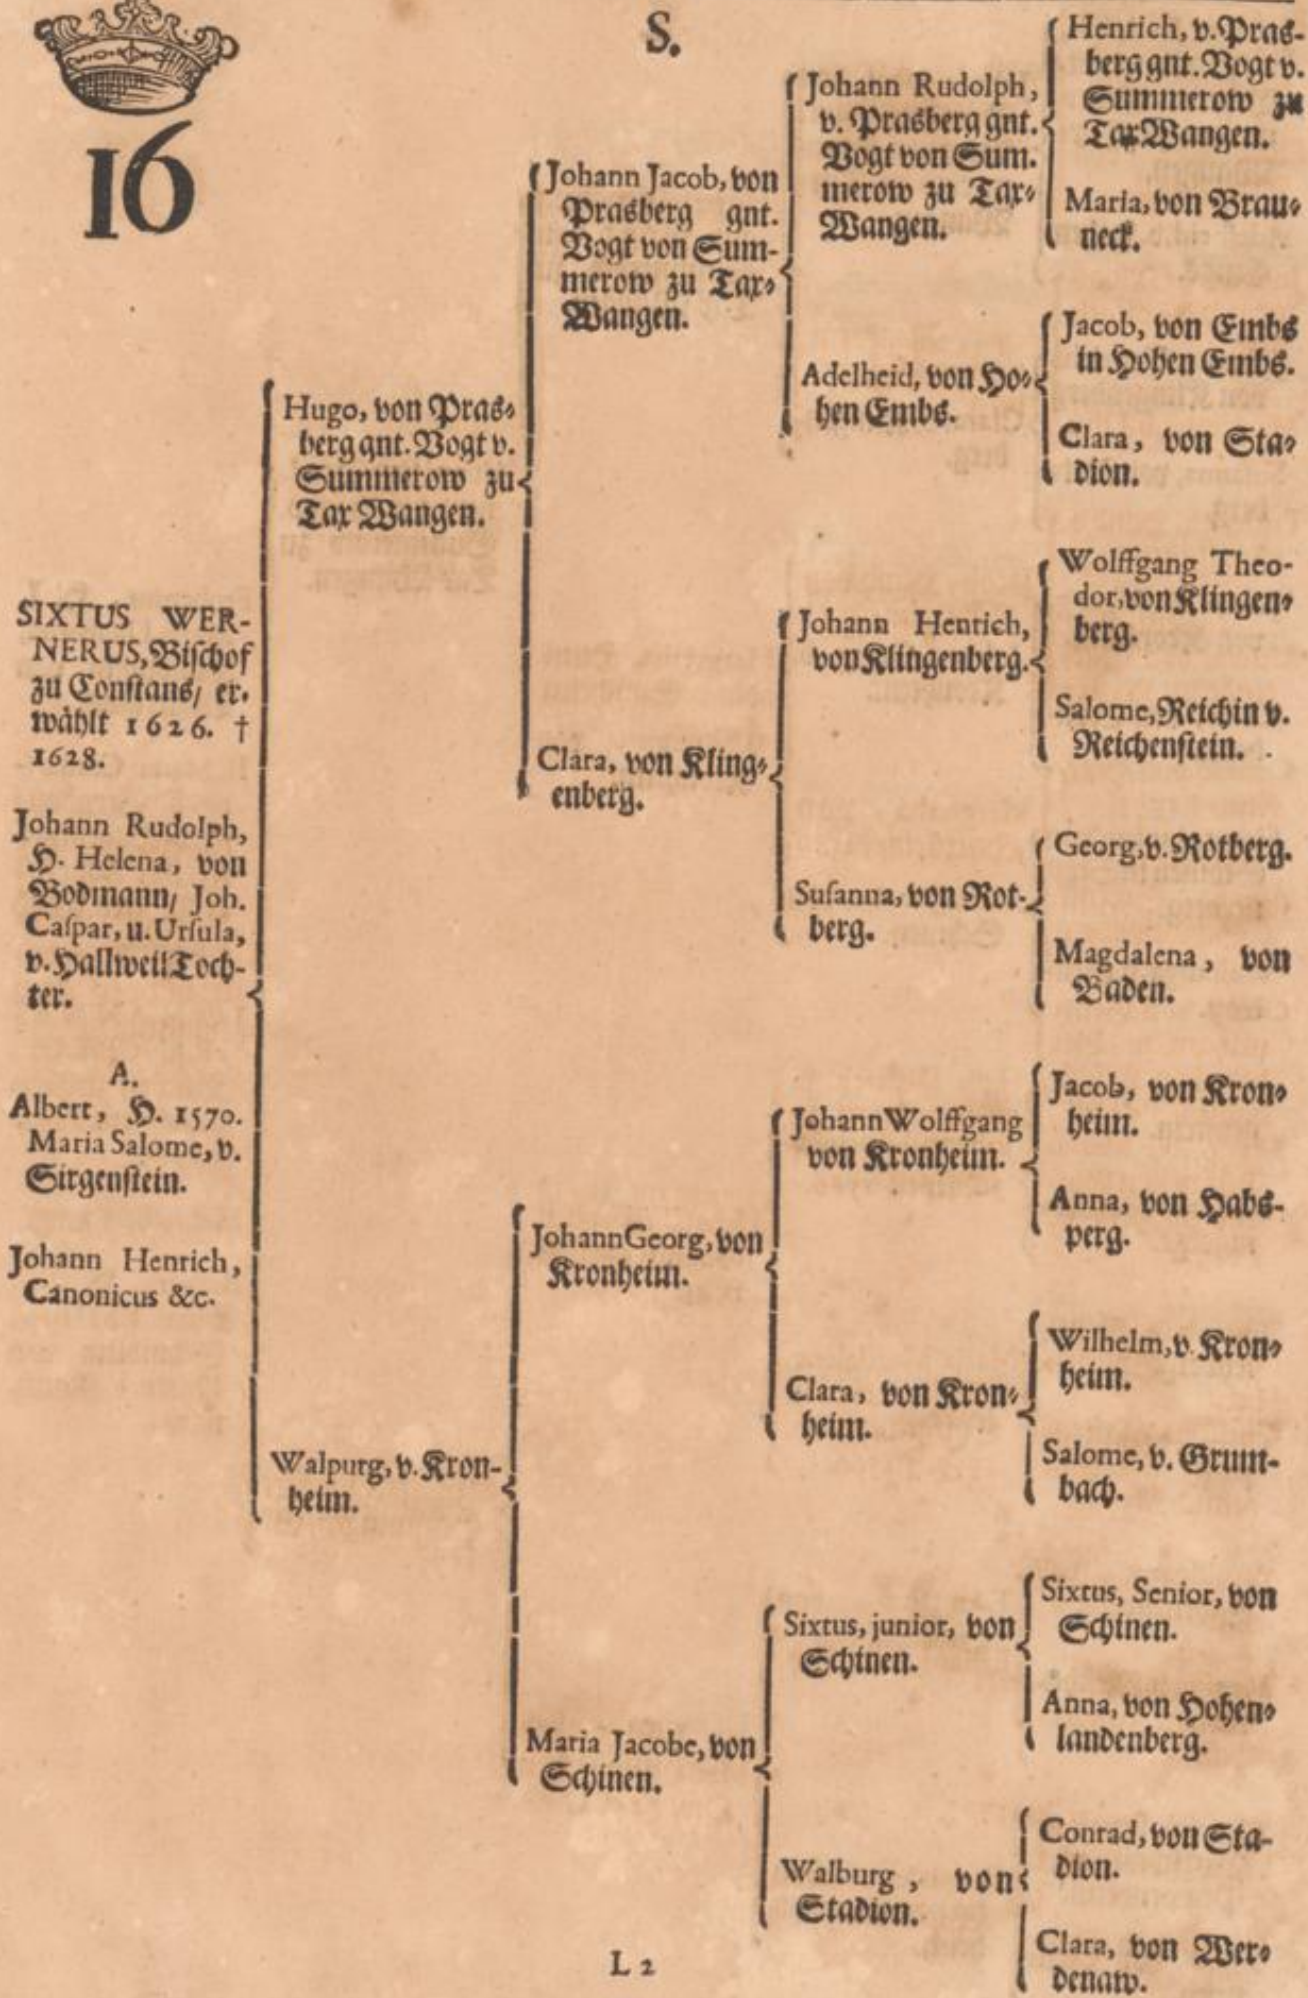 S.
16
SIXTUS WER-
NERUS, Bischof
zu Constans/ er.
wählt 1626. †
1628.
Johann Rudolph,
H. Helena, von
Bodmann/ Joh.
Caspar, u. Ursula,
v. Hallweil Toch-
ter.
A.
Albert, H. 1570.
Maria Salome, v.
Sirgenstein.
Johann Henrich,
Canonicus &c.
Hugo, von Pras-
berg gnt. Vogt v.
Summerow zu
Tax Wangen.
Walpurg, v. Kron-
heim.
Johann Jacob, von
Prasberg gnt.
Vogt von Sum-
merow zu Tax-
Wangen.
Clara, von Kling-
enberg.
Johann Georg, von
Kronheim.
Maria Jacobe, von
Schinen.
Johann Rudolph,
v. Prasberg gnt.
Vogt von Sum.
merow zu Tax-
Wangen.
Adelheid, von Ho-
hen Embs.
Johann Henrich,
von Klingenberg.
Susanna, von Rot-
berg.
Johann Wolffgang
von Kronheim.
Clara, von Kron-
heim.
Sixtus, junior, von
Schinen.
Walburg, von
Stadion.
Henrich, v. Pras-
berg gnt. Vogt v.
Summerow zu
Tax Wangen.
Maria, von Brau-
neck.
Jacob, von Embs
in Hohen Embs.
Clara, von Sta-
dion.
Wolffgang Theo-
dor, von Klingen-
berg.
Salome, Reichin v.
Reichenstein.
Georg, v. Rotberg.
Magdalena, von
Baden.
Jacob, von Kron-
heim.
Anna, von Habs-
perg.
Wilhelm, v. Kron-
heim.
Salome, v. Grum-
bach.
Sixtus, Senior, von
Schinen.
Anna, von Hohen-
landenberg.
Conrad, von Sta-
dion.
Clara, von Wer-
denaw.
L 2